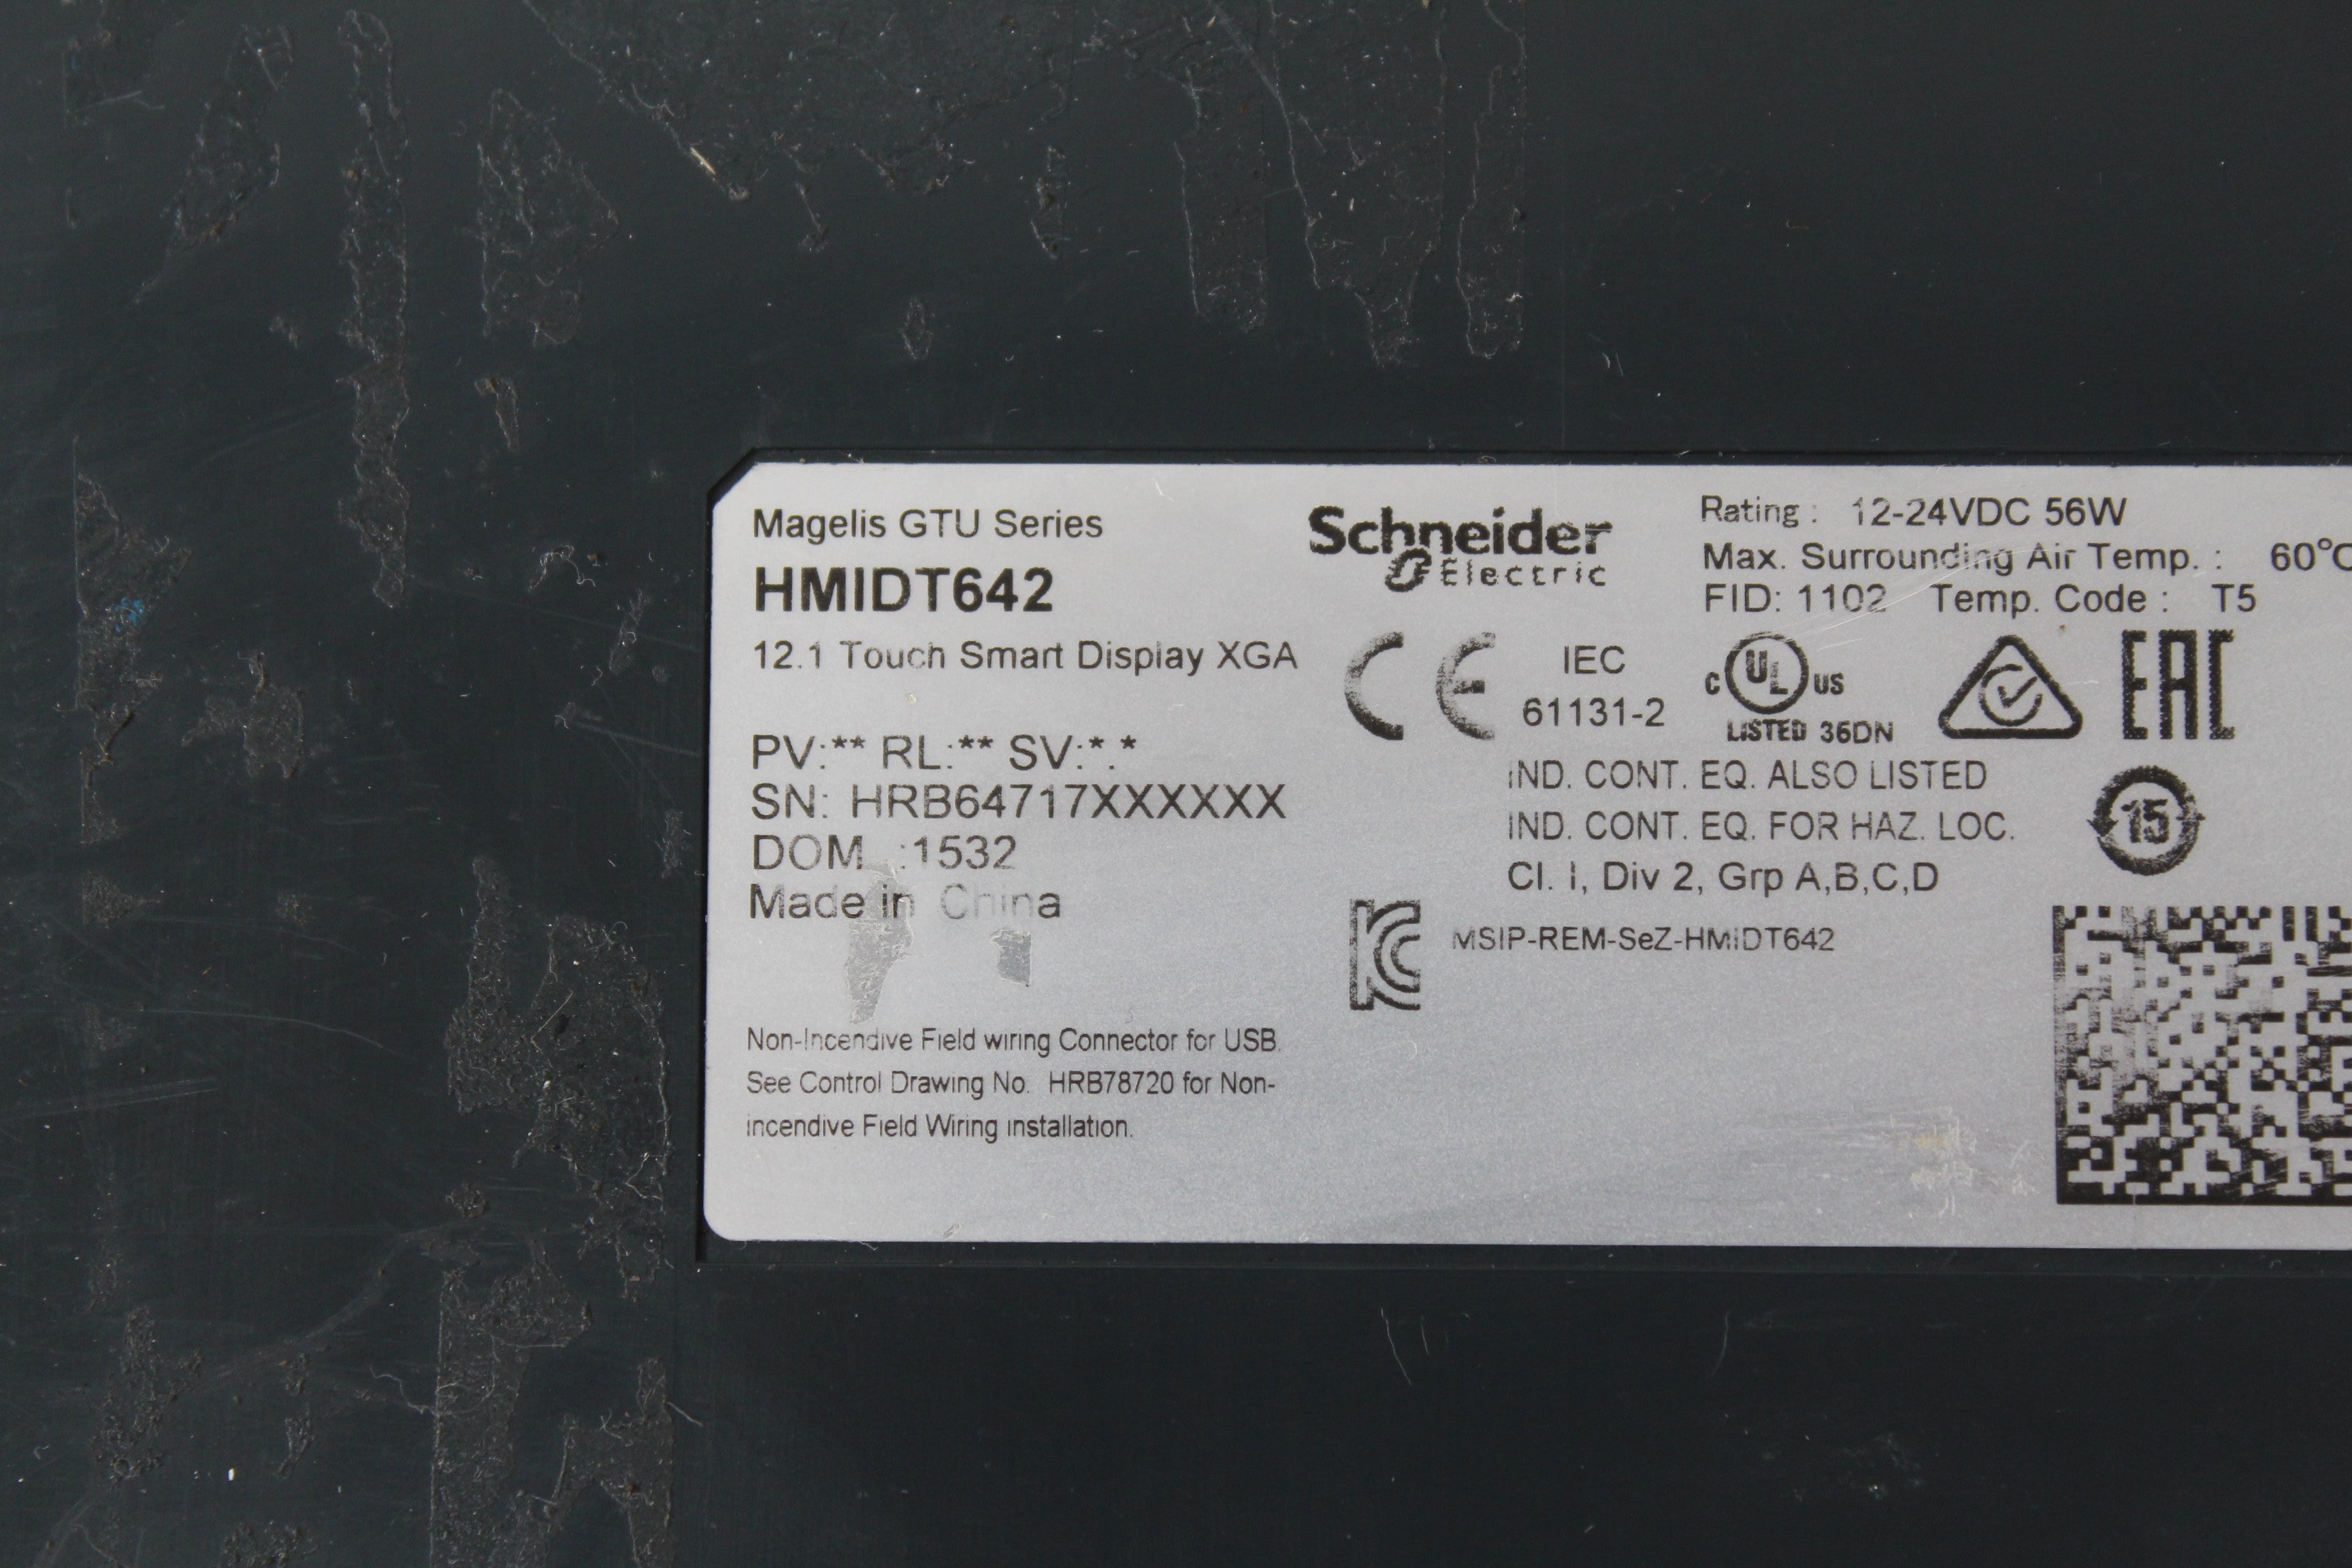 Magelis GTU Series
HMIDT642
12.1 Touch Smart Display XGA
PV:** RL:** SV:*.*
SN: HRB64717XXXXXX
DOM :1532
Made in China
Non-Incendive Field wiring Connector for USB.
See Control Drawing No. HRB78720 for Non-
incendive Field Wiring installation.
Schneider
Electric
Rating : 12-24VDC 56W
Max. Surrounding Air Temp. : 60°C
FID: 1102 Temp. Code : T5
CE
IEC
61131-2
C UL US
LISTED 36DN
EAC
IND. CONT. EQ. ALSO LISTED
IND. CONT. EQ. FOR HAZ. LOC.
Cl. I, Div 2, Grp A,B,C,D
15
MSIP-REM-SeZ-HMIDT642